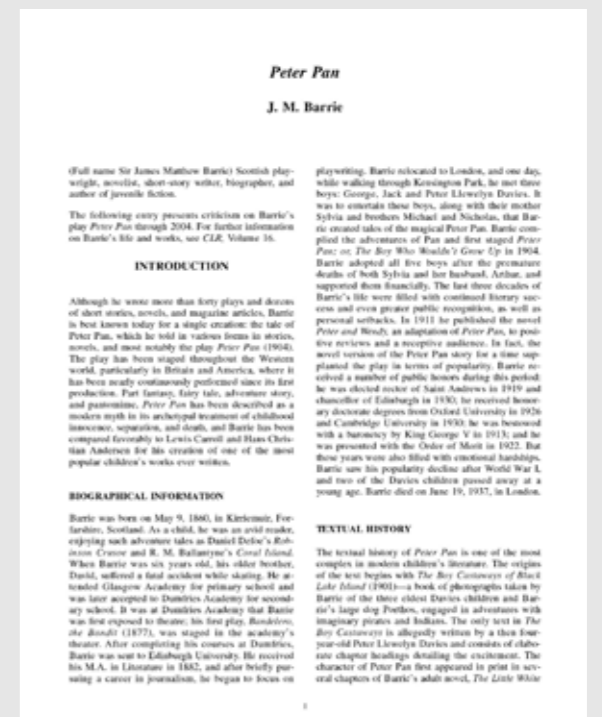 Peter Pan
J. M. Barrie
(Full name Sir James Matthew Barrie) Scottish play-
wright, novelist, short-story writer, biographer, and
author of juvenile fiction.
The following entry presents criticism on Barrie's
play Peter Pan through 2004. For further information
on Barrie's life and works, see CLR, Volume 16.
INTRODUCTION
Although he wrote more than forty plays and dozens
of short stories, novels, and magazine articles, Barrie
is best known today for a single creation: the tale of
Peter Pan, which he told in various forms in stories,
novels, and most notably the play Peter Pan (1904).
The play has been staged throughout the Western
world, particularly in Britain and America, where it
has been nearly continuously performed since its first
production. Part fantasy, fairy tale, adventure story,
and pantomime, Peter Pan has been described as a
modern myth in its archetypal treatment of childhood
innocence, separation, and death, and Barrie has been
compared favorably to Lewis Carroll and Hans Chris-
tian Andersen for his creation of one of the most
popular children's works ever written.
BIOGRAPHICAL INFORMATION
Barrie was born on May 9, 1860, in Kirriemuir, For-
farshire, Scotland. As a child, he was an avid reader,
enjoying such adventure tales as Daniel Defoe's Rob-
inson Crusoe and R. M. Ballantyne's Coral Island.
When Barrie was six years old, his older brother,
David, suffered a fatal accident while skating. He at-
tended Glasgow Academy for primary school and
was later accepted to Dumfries Academy for second-
ary school. It was at Dumfries Academy that Barrie
was first exposed to theatre; his first play, Bandelero,
the Bandit (1877), was staged in the academy's
theater. After completing his courses at Dumfries,
Barrie was sent to Edinburgh University. He received
his M.A. in Literature in 1882, and after briefly pur-
suing a career in journalism, he began to focus on
playwriting. Barrie relocated to London, and one day,
while walking through Kensington Park, he met three
boys: George, Jack and Peter Llewelyn Davies. It
was to entertain these boys, along with their mother
Sylvia and brothers Michael and Nicholas, that Bar-
rie created tales of the magical Peter Pan. Barrie com-
plied the adventures of Pan and first staged Peter
Pan; or, The Boy Who Wouldn't Grow Up in 1904.
Barrie adopted all five boys after the premature
deaths of both Sylvia and her husband, Arthur, and
supported them financially. The last three decades of
Barrie's life were filled with continued literary suc-
cess and even greater public recognition, as well as
personal setbacks. In 1911 he published the novel
Peter and Wendy, an adaptation of Peter Pan, to posi-
tive reviews and a receptive audience. In fact, the
novel version of the Peter Pan story for a time sup-
planted the play in terms of popularity. Barrie re-
ceived a number of public honors during this period:
he was elected rector of Saint Andrews in 1919 and
chancellor of Edinburgh in 1930; he received honor-
ary doctorate degrees from Oxford University in 1926
and Cambridge University in 1930; he was bestowed
with a baronetcy by King George V in 1913; and he
was presented with the Order of Merit in 1922. But
these years were also filled with emotional hardships.
Barrie saw his popularity decline after World War I,
and two of the Davies children passed away at a
young age. Barrie died on June 19, 1937, in London.
TEXTUAL HISTORY
The textual history of Peter Pan is one of the most
complex in modern children's literature. The origins
of the text begins with The Boy Castaways of Black
Lake Island (1901)—a book of photographs taken by
Barrie of the three eldest Davies children and Bar-
rie's large dog Porthos, engaged in adventures with
imaginary pirates and Indians. The only text in The
Boy Castaways is allegedly written by a then four-
year-old Peter Llewelyn Davies and consists of elabo-
rate chapter headings detailing the excitement. The
character of Peter Pan first appeared in print in sev-
eral chapters of Barrie's adult novel, The Little White
1